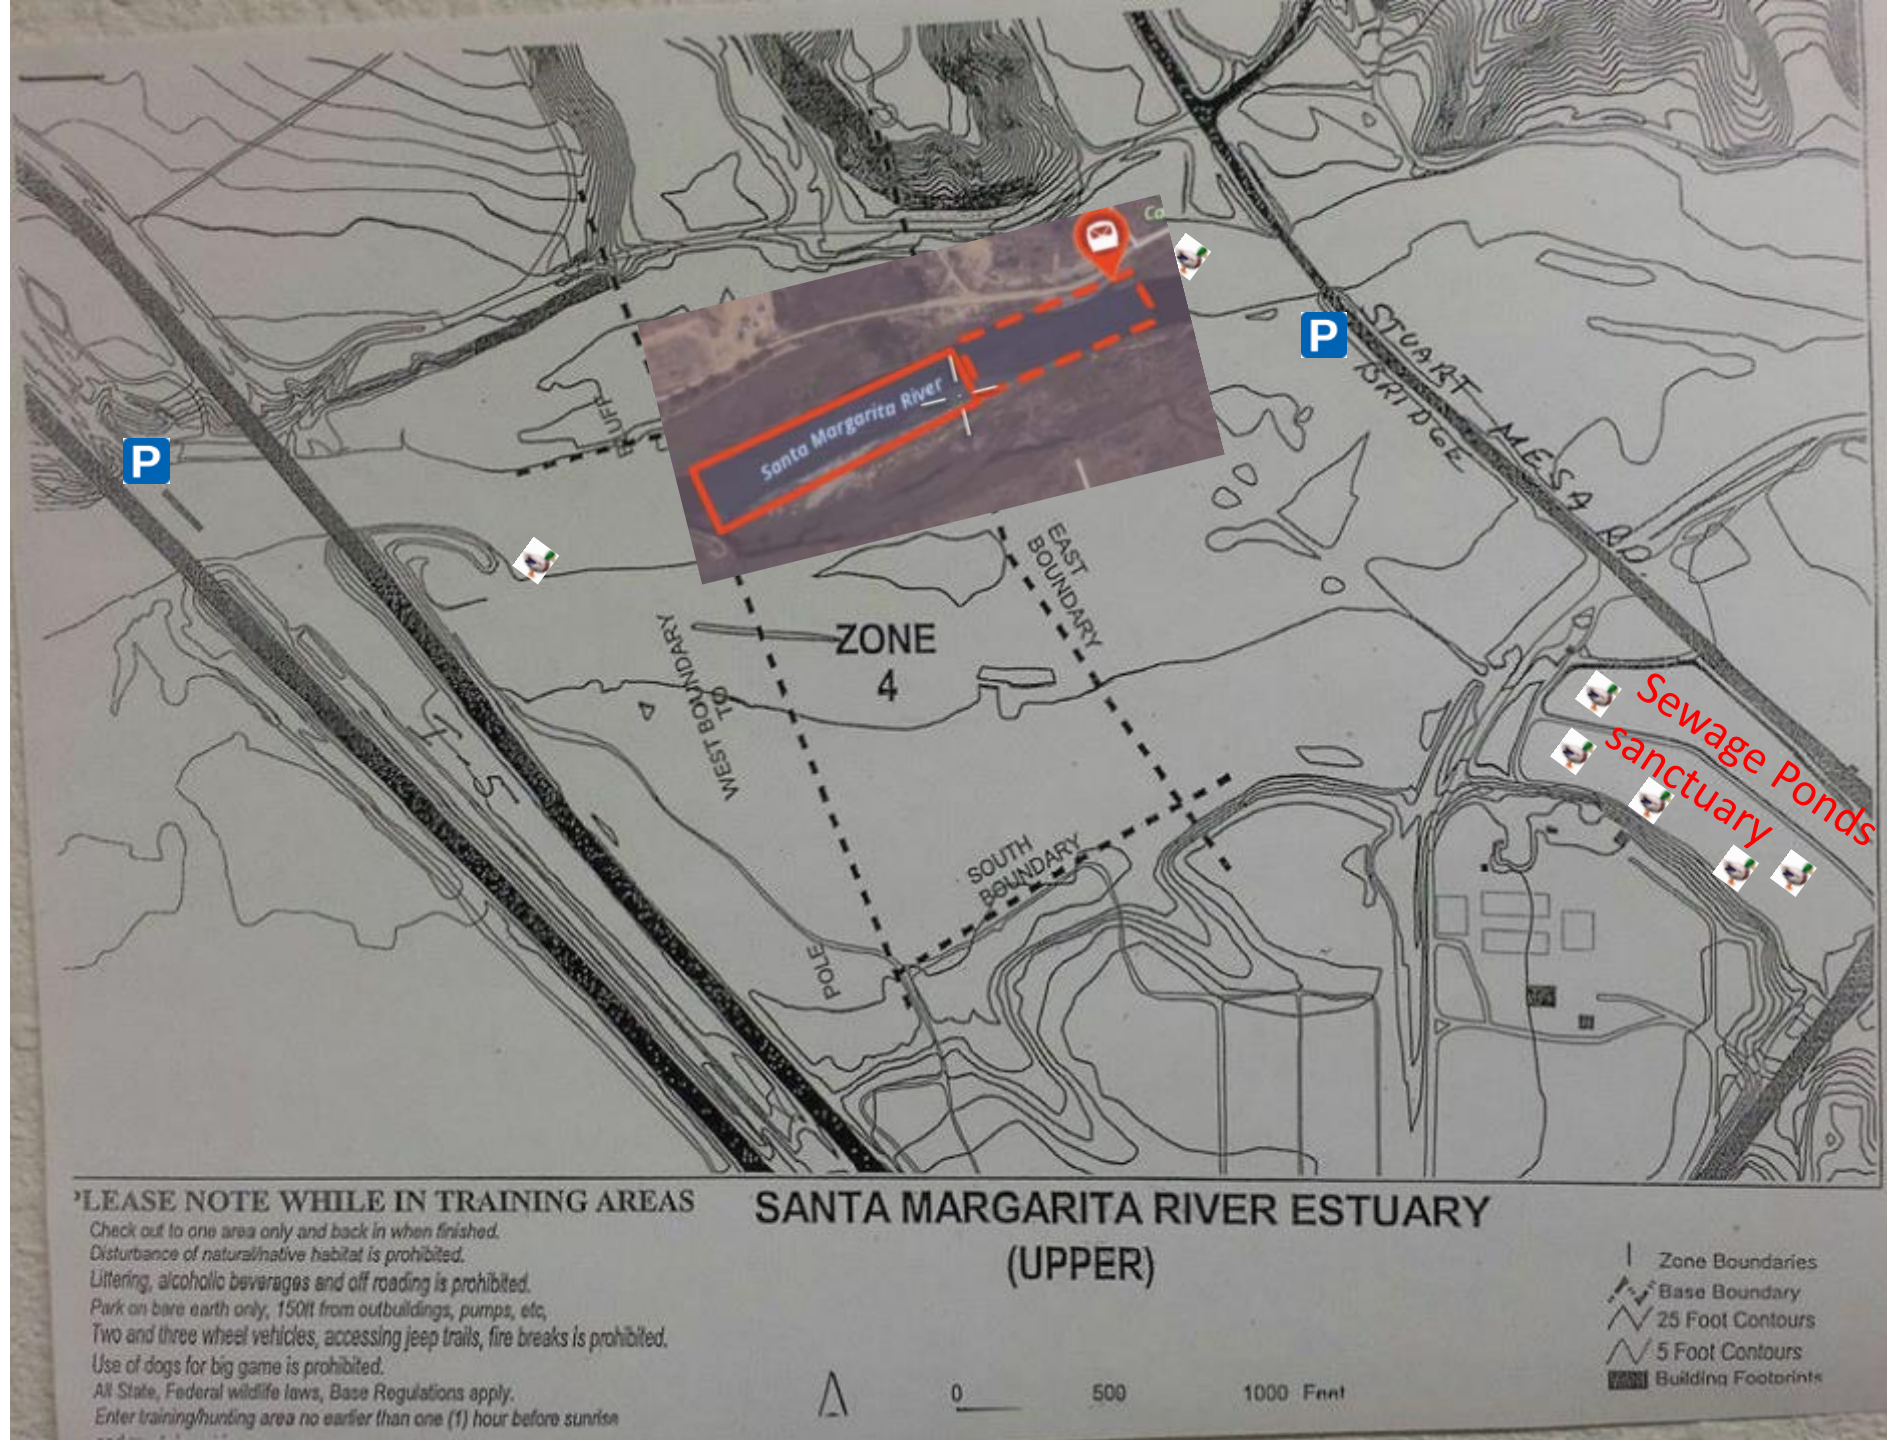 Ca
P
STUART MESA RD.
BRIDGE
Santa Margarita River
BLUFF
P
EAST
BOUNDARY
ZONE
4
WEST BOUNDARY
TO
I-5
Sewage Ponds
sanctuary
SOUTH
BOUNDARY
POLE
'LEASE NOTE WHILE IN TRAINING AREAS
Check out to one area only and back in when finished.
Disturbance of natural/native habitat is prohibited.
Littering, alcoholic beverages and off roading is prohibited.
Park on bare earth only, 150ft from outbuildings, pumps, etc,
Two and three wheel vehicles, accessing jeep trails, fire breaks is prohibited.
Use of dogs for big game is prohibited.
All State, Federal wildlife laws, Base Regulations apply.
Enter training/hunting area no earlier than one (1) hour before sunrise
SANTA MARGARITA RIVER ESTUARY
(UPPER)
0 500 1000 Feet
Zone Boundaries
Base Boundary
25 Foot Contours
5 Foot Contours
Building Footprints